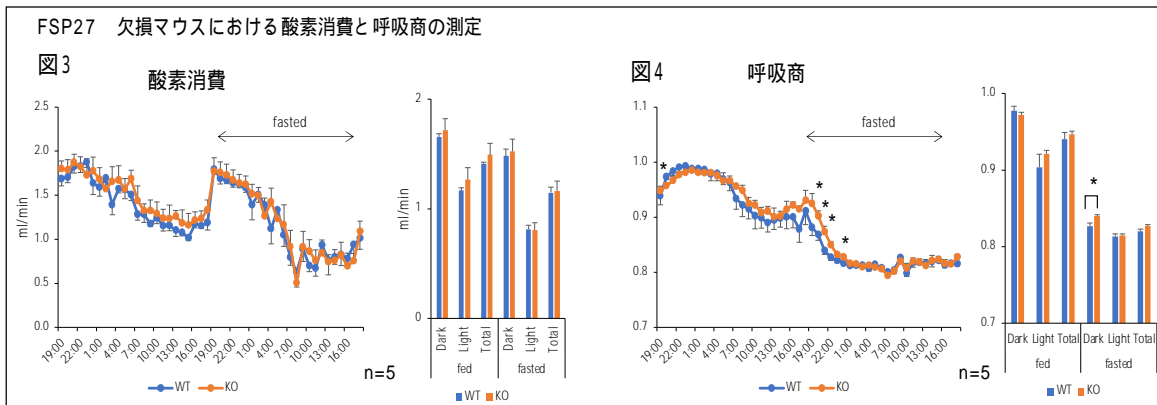 FSP27 欠損マウスにおける酸素消費と呼吸商の測定
図3
酸素消費
fasted
ml/min
2.5
2.0
1.5
1.0
0.5
0.0
19:00 22:00 1:00 4:00 7:00 10:00 13:00 16:00 19:00 22:00 1:00 4:00 7:00 10:00 13:00 16:00
WT KO
n=5
ml/min
2
1
0
Dark Light Total Dark Light Total
fed fasted
WT KO
図4
呼吸商
fasted
1.1
1.0
0.9
0.8
0.7
* * * * *
19:00 22:00 1:00 4:00 7:00 10:00 13:00 16:00 19:00 22:00 1:00 4:00 7:00 10:00 13:00 16:00
WT KO
n=5
1.0
0.9
0.8
0.7
*
Dark Light Total Dark Light Total
fed fasted
WT KO